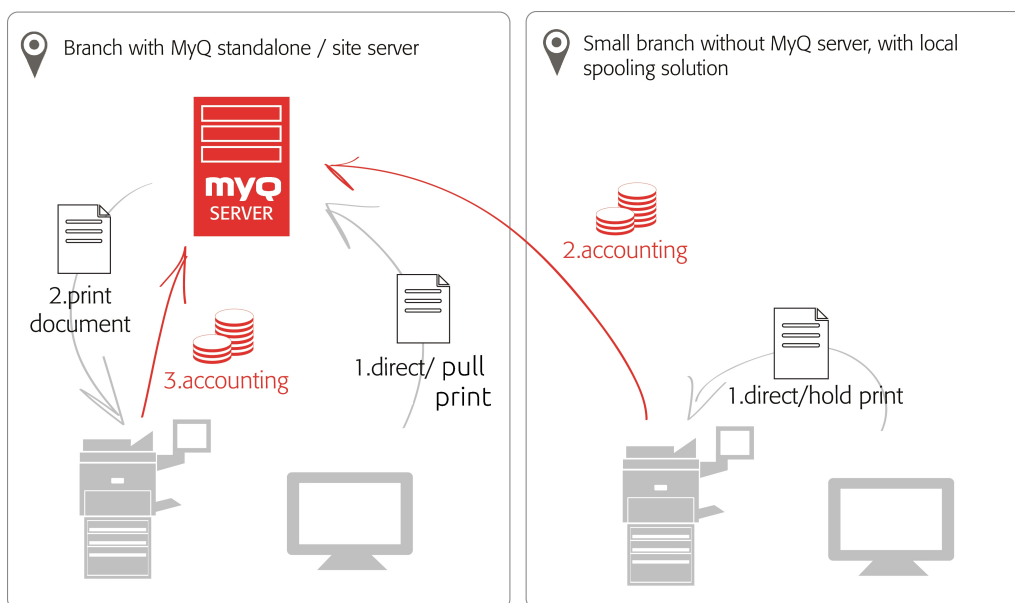 Branch with MyQ standalone / site server
myQ
SERVER
2.print
document
3.accounting
1.direct/ pull
print
Small branch without MyQ server, with local
spooling solution
2.accounting
1.direct/hold print